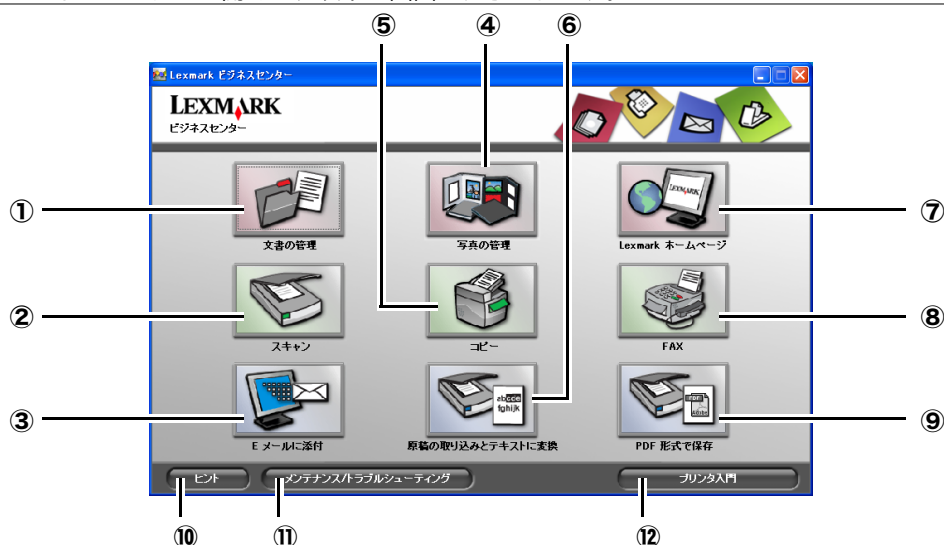 ⑤ ④ ⑥
Lexmark ビジネスセンター
LEXMARK
ビジネスセンター
① ⑦
LEXMARK
文書の管理 写真の管理 Lexmark ホームページ
② ⑧
スキャン コピー FAX
③ ⑨
abcde
fghijk
PDF
Adobe
E メールに添付 原稿の取り込みとテキストに変換 PDF 形式で保存
ヒント メンテナンス/トラブルシューティング プリンタ入門
⑩ ⑪ ⑫